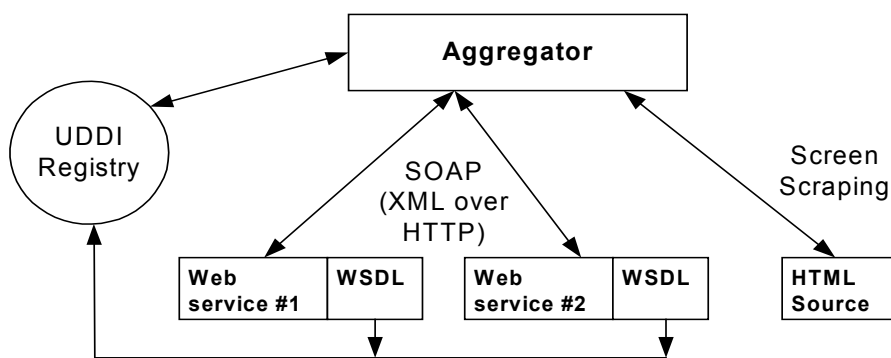 Aggregator
UDDI
Registry
SOAP
(XML over
HTTP)
Screen
Scraping
Web
service #1
WSDL
Web
service #2
WSDL
HTML
Source